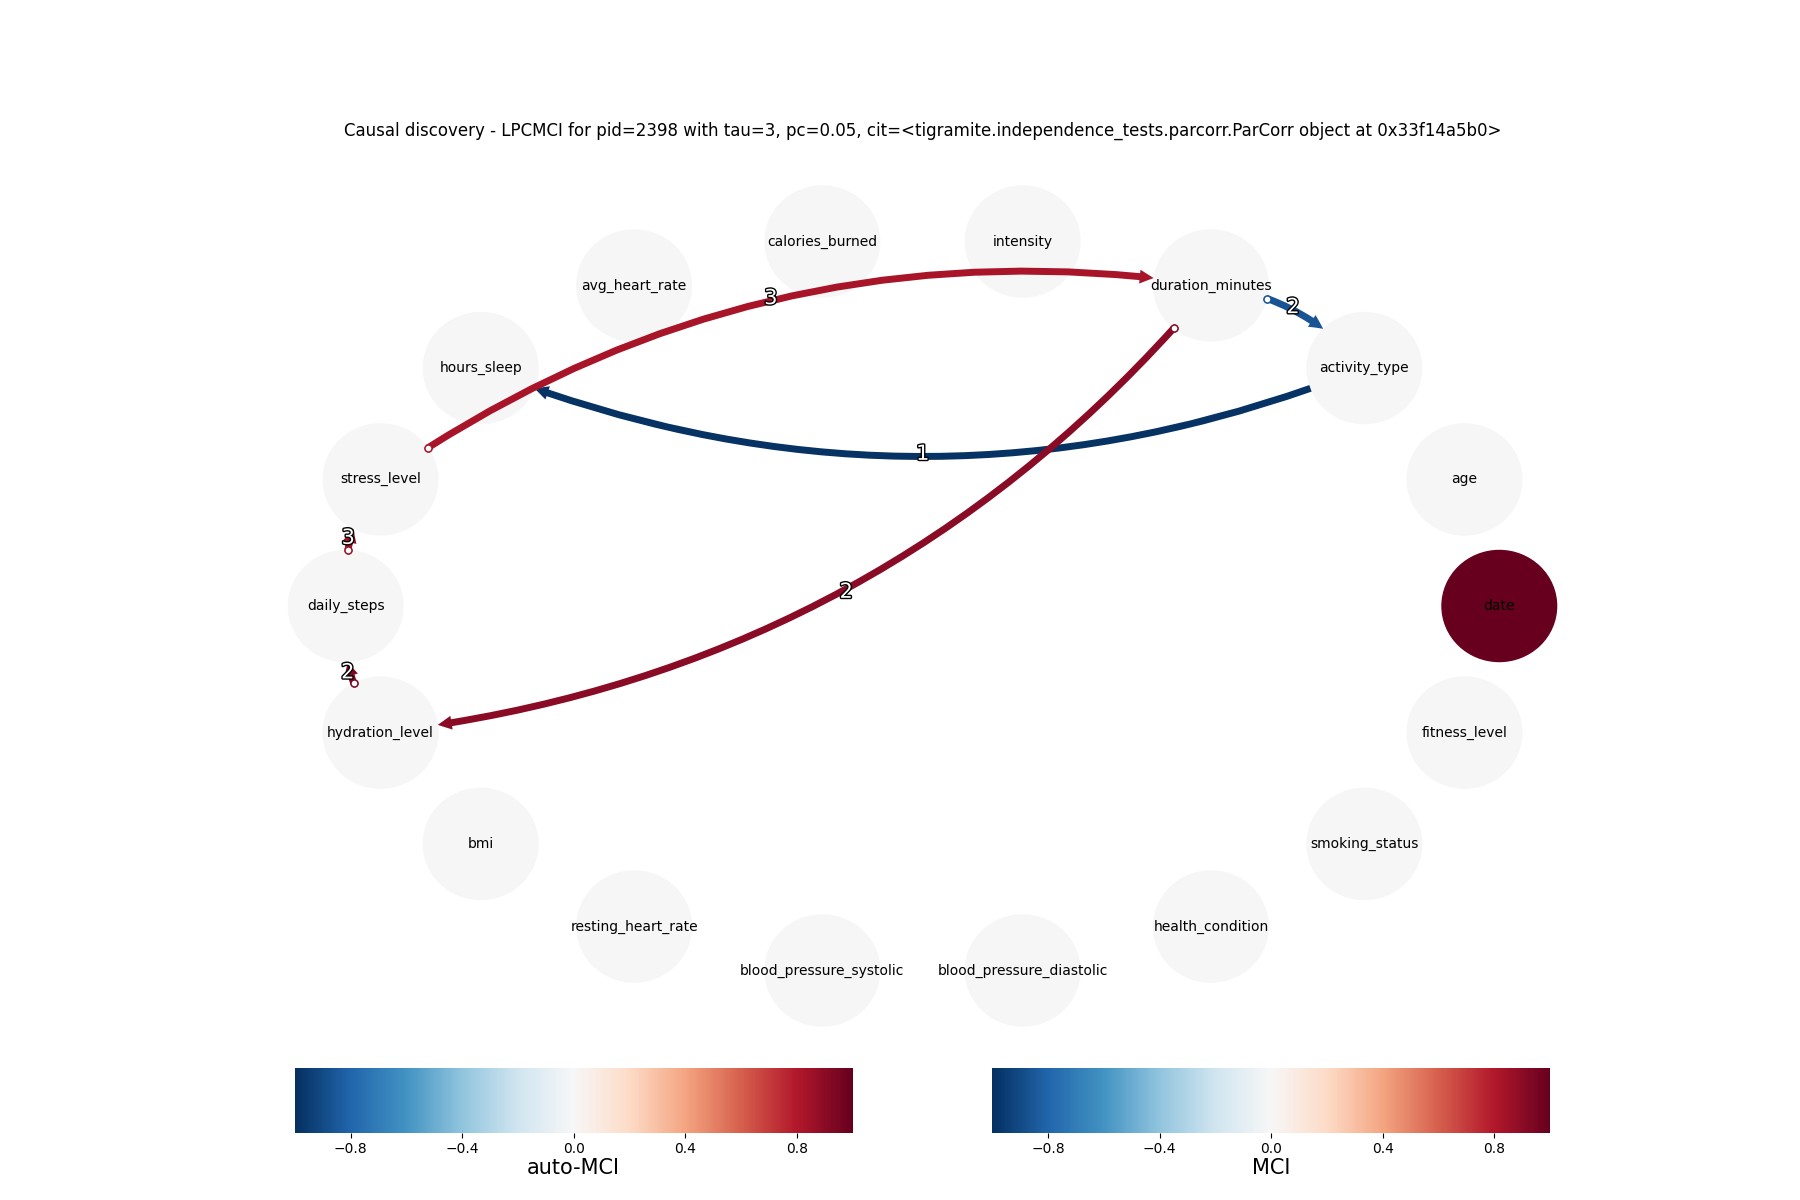 Causal discovery - LPCMCI for pid=2398 with tau=3, pc=0.05, cit=<tigramite.independence_tests.parcorr.ParCorr object at 0x33f14a5b0>
calories_burned
intensity
avg_heart_rate
duration_minutes
3
2
hours_sleep
activity_type
1
stress_level
age
3
2
daily_steps
date
2
hydration_level
fitness_level
bmi
smoking_status
resting_heart_rate
health_condition
blood_pressure_systolic
blood_pressure_diastolic
−0.8 −0.4 0.0 0.4 0.8
auto-MCI
−0.8 −0.4 0.0 0.4 0.8
MCI